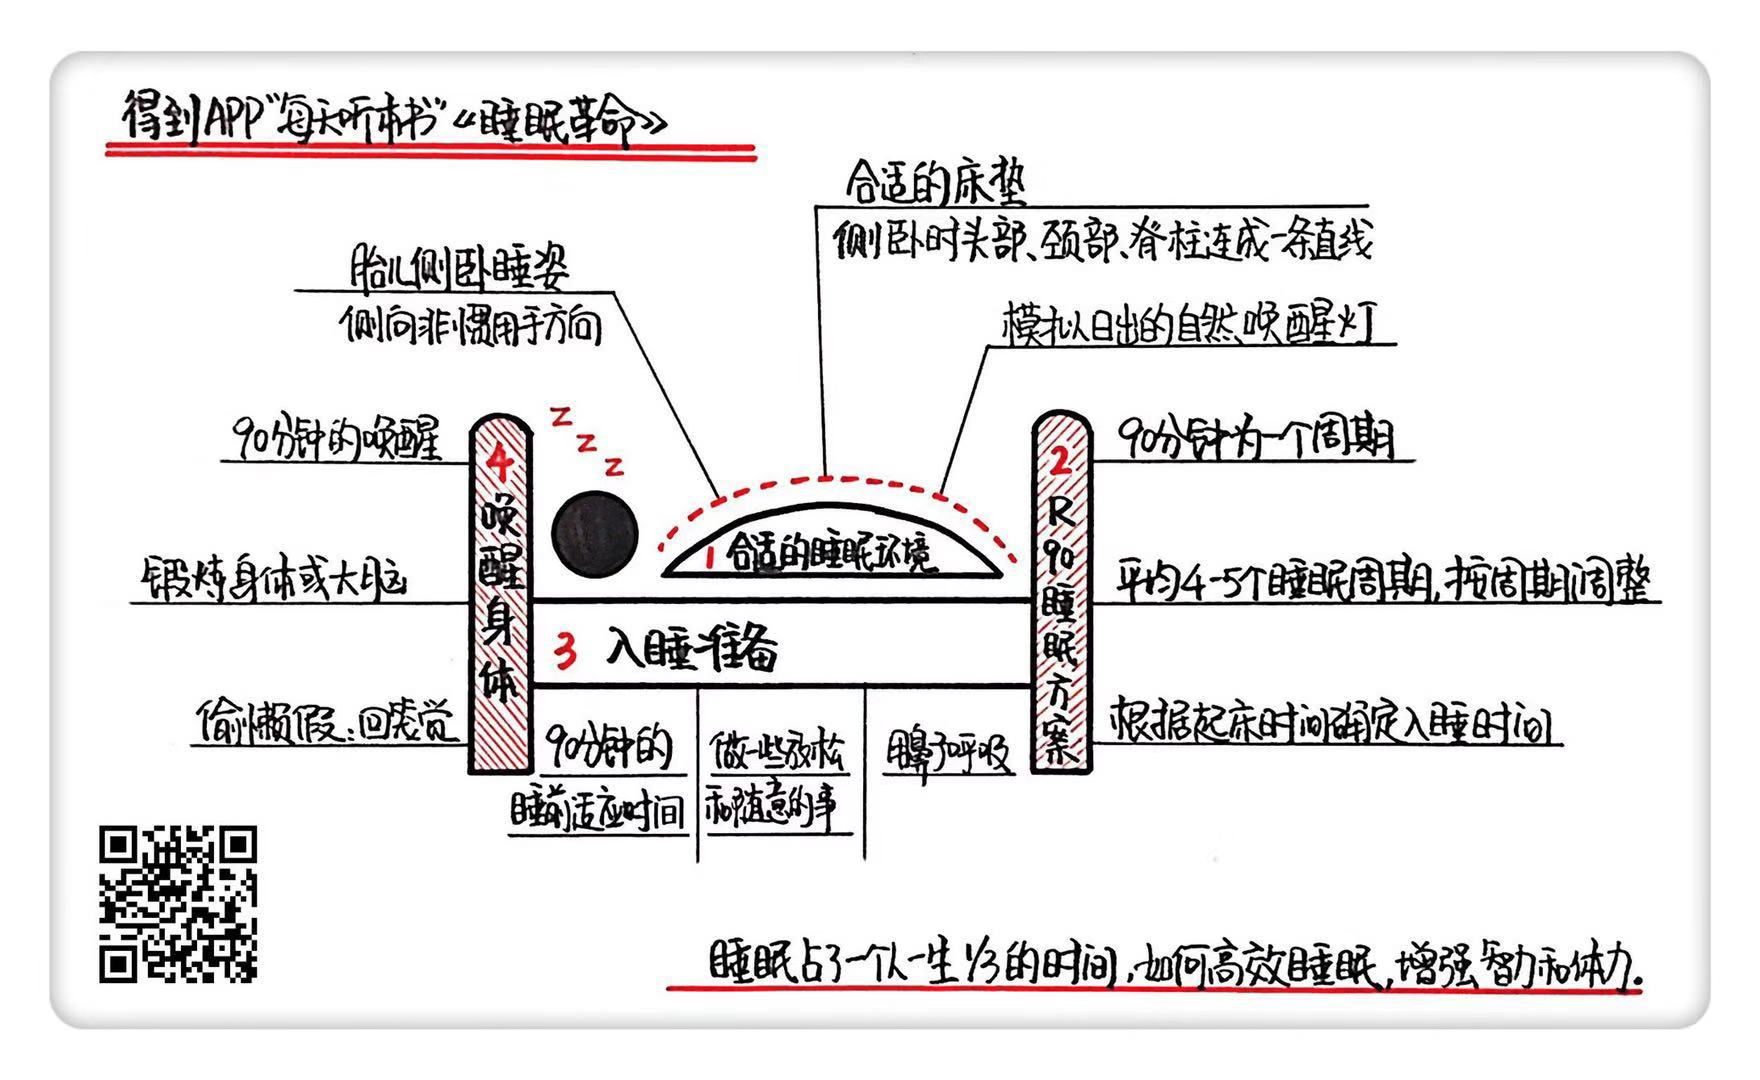 得到APP"每天听本书"《睡眠革命》
合适的床垫
侧卧时头部、颈部、脊柱连成一条直线
胎儿侧卧睡姿
侧向非惯用手方向
模拟日出的自然唤醒灯
z
z
z
1 合适的睡眠环境
2 R90睡眠方案
90分钟为一个周期
平均4-5个睡眠周期,按周期调整
根据起床时间确定入睡时间
3 入睡准备
90分钟的
睡前适应时间
做一些放松
和随意的事
用鼻子呼吸
4 唤醒身体
90分钟的唤醒
锻炼身体或大脑
偷懒假:回笼觉
睡眠占了一个人一生1/3的时间,如何高效睡眠,增强智力和体力.